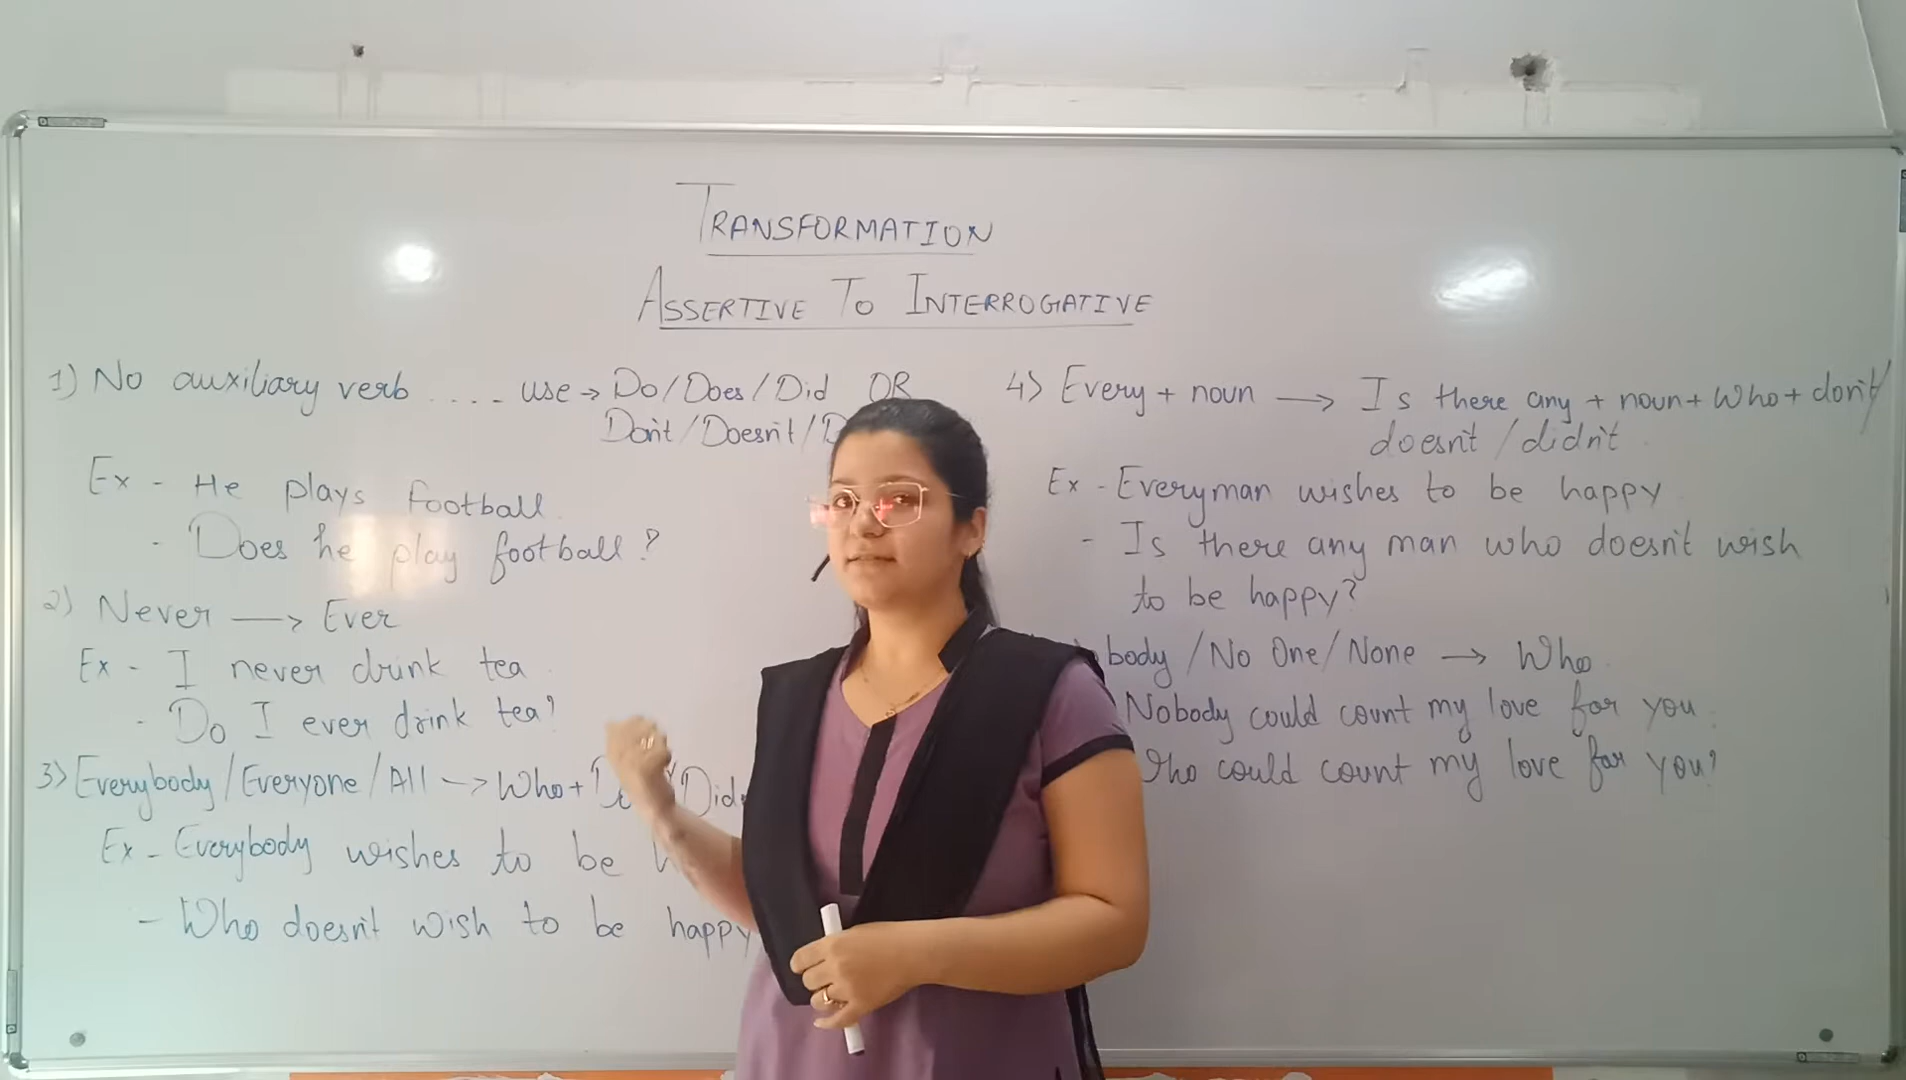 TRANSFORMATION
ASSERTIVE TO INTERROGATIVE
1) No auxiliary verb .... use → Do/Does/Did OR
Don't/Doesn't/
Ex - He plays football.
- Does he play football?
2) Never → Ever
Ex - I never drink tea.
- Do I ever drink tea?
3) Everybody/Everyone/All → Who+
Ex - Everybody wishes to be
- Who doesn't wish to be happy
4) Every + noun → Is there any + noun + who + don't/
doesn't/didn't
Ex - Everyman wishes to be happy
- Is there any man who doesn't wish
to be happy?
body/No One/None → Who
Nobody could count my love for you.
Who could count my love for you?